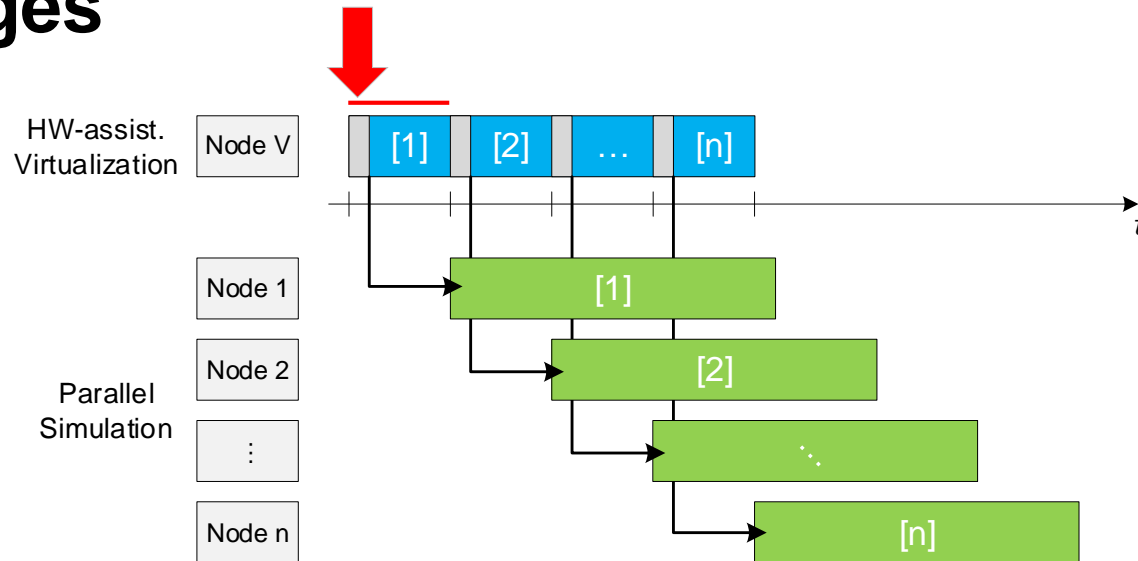 ges
HW-assist.
Virtualization
Node V
[1]
[2]
…
[n]
Node 1
[1]
Node 2
[2]
Parallel
Simulation
⋮
⋱
Node n
[n]